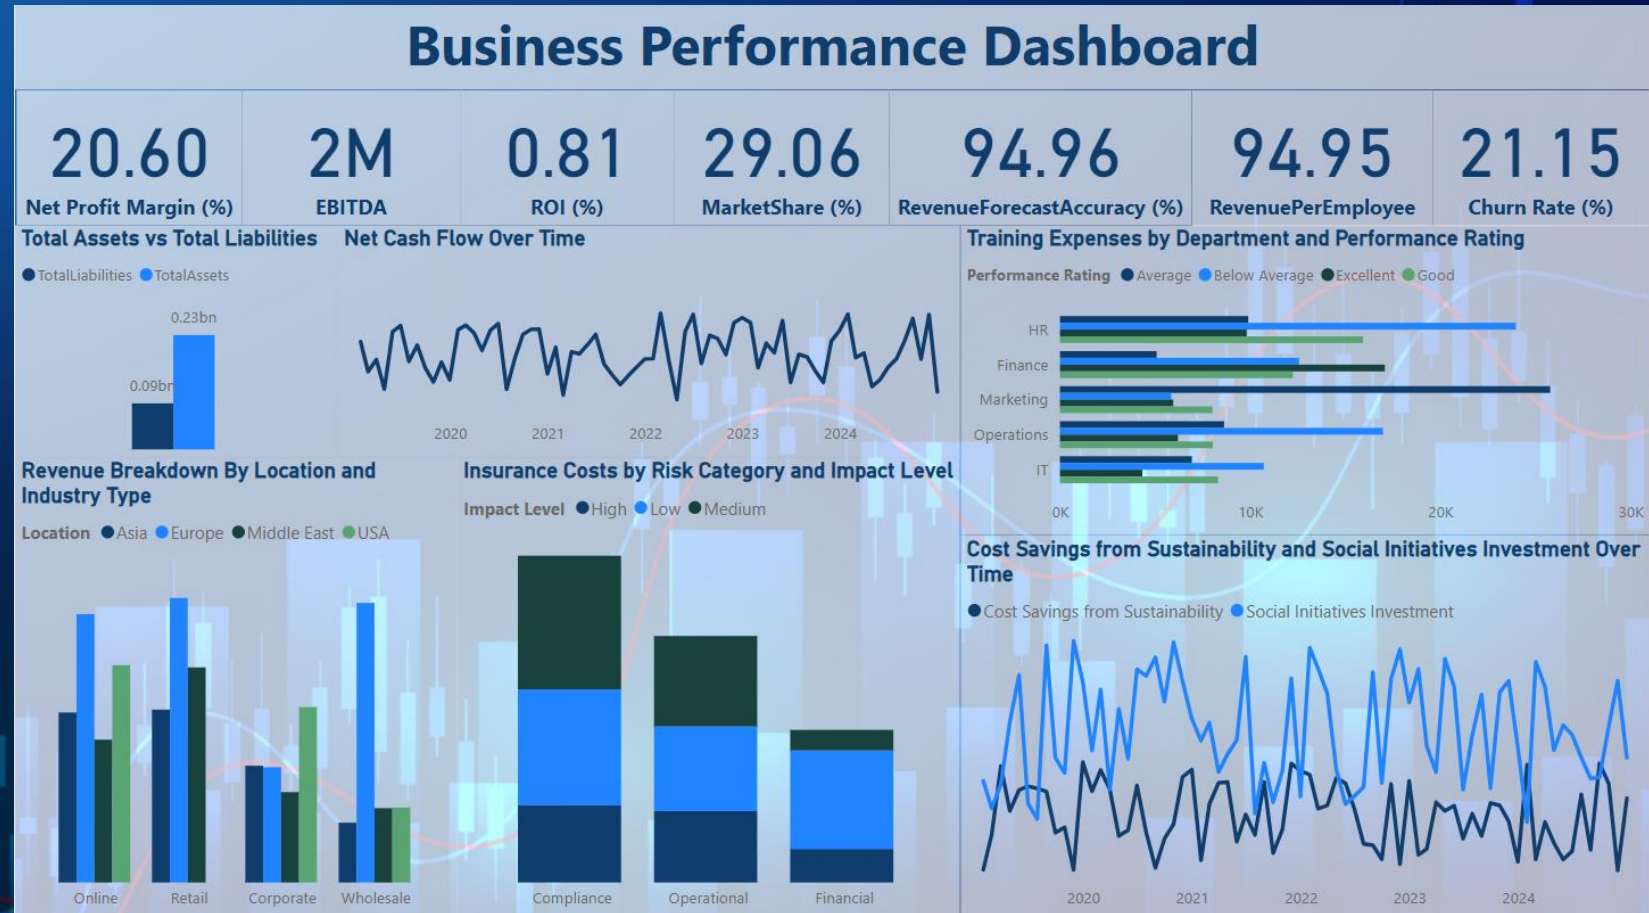 Business Performance Dashboard
20.60
Net Profit Margin (%)
2M
EBITDA
0.81
ROI (%)
29.06
MarketShare (%)
94.96
RevenueForecastAccuracy (%)
94.95
RevenuePerEmployee
21.15
Churn Rate (%)
Total Assets vs Total Liabilities
TotalLiabilities TotalAssets
0.23bn
0.09bn
Net Cash Flow Over Time
2020 2021 2022 2023 2024
Training Expenses by Department and Performance Rating
Performance Rating Average Below Average Excellent Good
HR
Finance
Marketing
Operations
IT
0K 10K 20K 30K
Revenue Breakdown By Location and
Industry Type
Location Asia Europe Middle East USA
Online Retail Corporate Wholesale
Insurance Costs by Risk Category and Impact Level
Impact Level High Low Medium
Compliance Operational Financial
Cost Savings from Sustainability and Social Initiatives Investment Over
Time
Cost Savings from Sustainability Social Initiatives Investment
2020 2021 2022 2023 2024